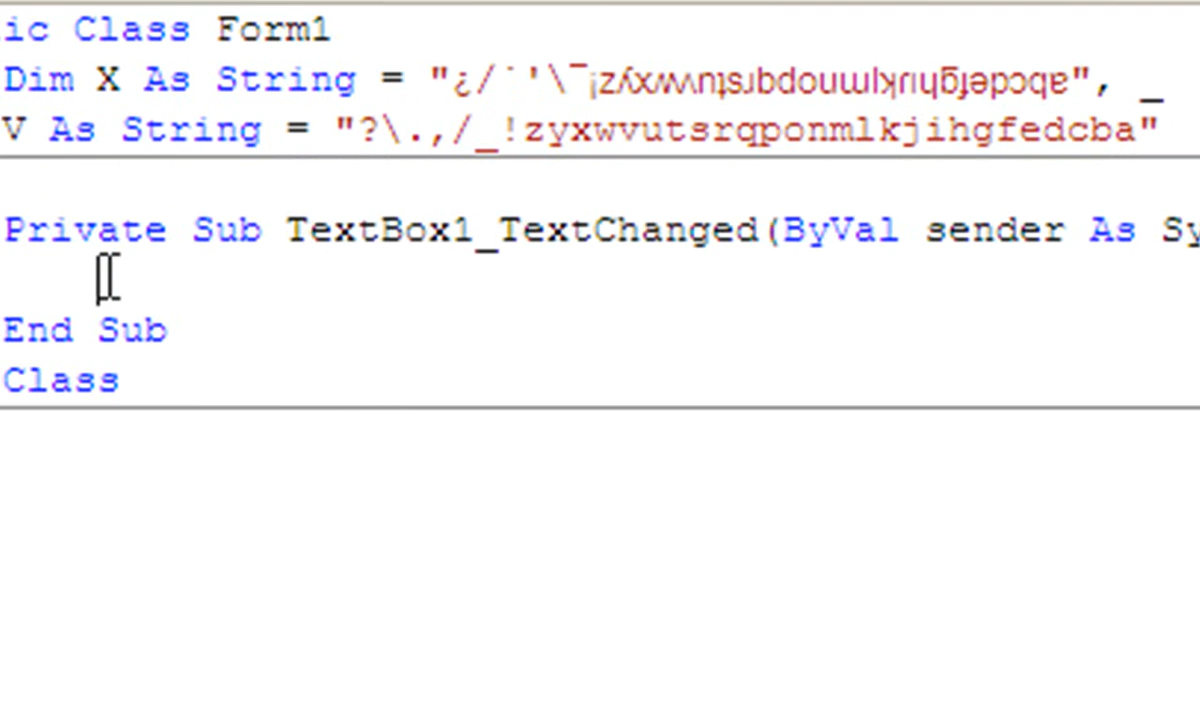 ic Class Form1
Dim X As String = "¿/˙'\‾¡zʎxʍʌnʇsɹbdouɯlʞɾıɥƃɟǝpɔqɐ", _
V As String = "?\.,/_!zyxwvutsrqponmlkjihgfedcba"
Private Sub TextBox1_TextChanged(ByVal sender As Sy
End Sub
Class